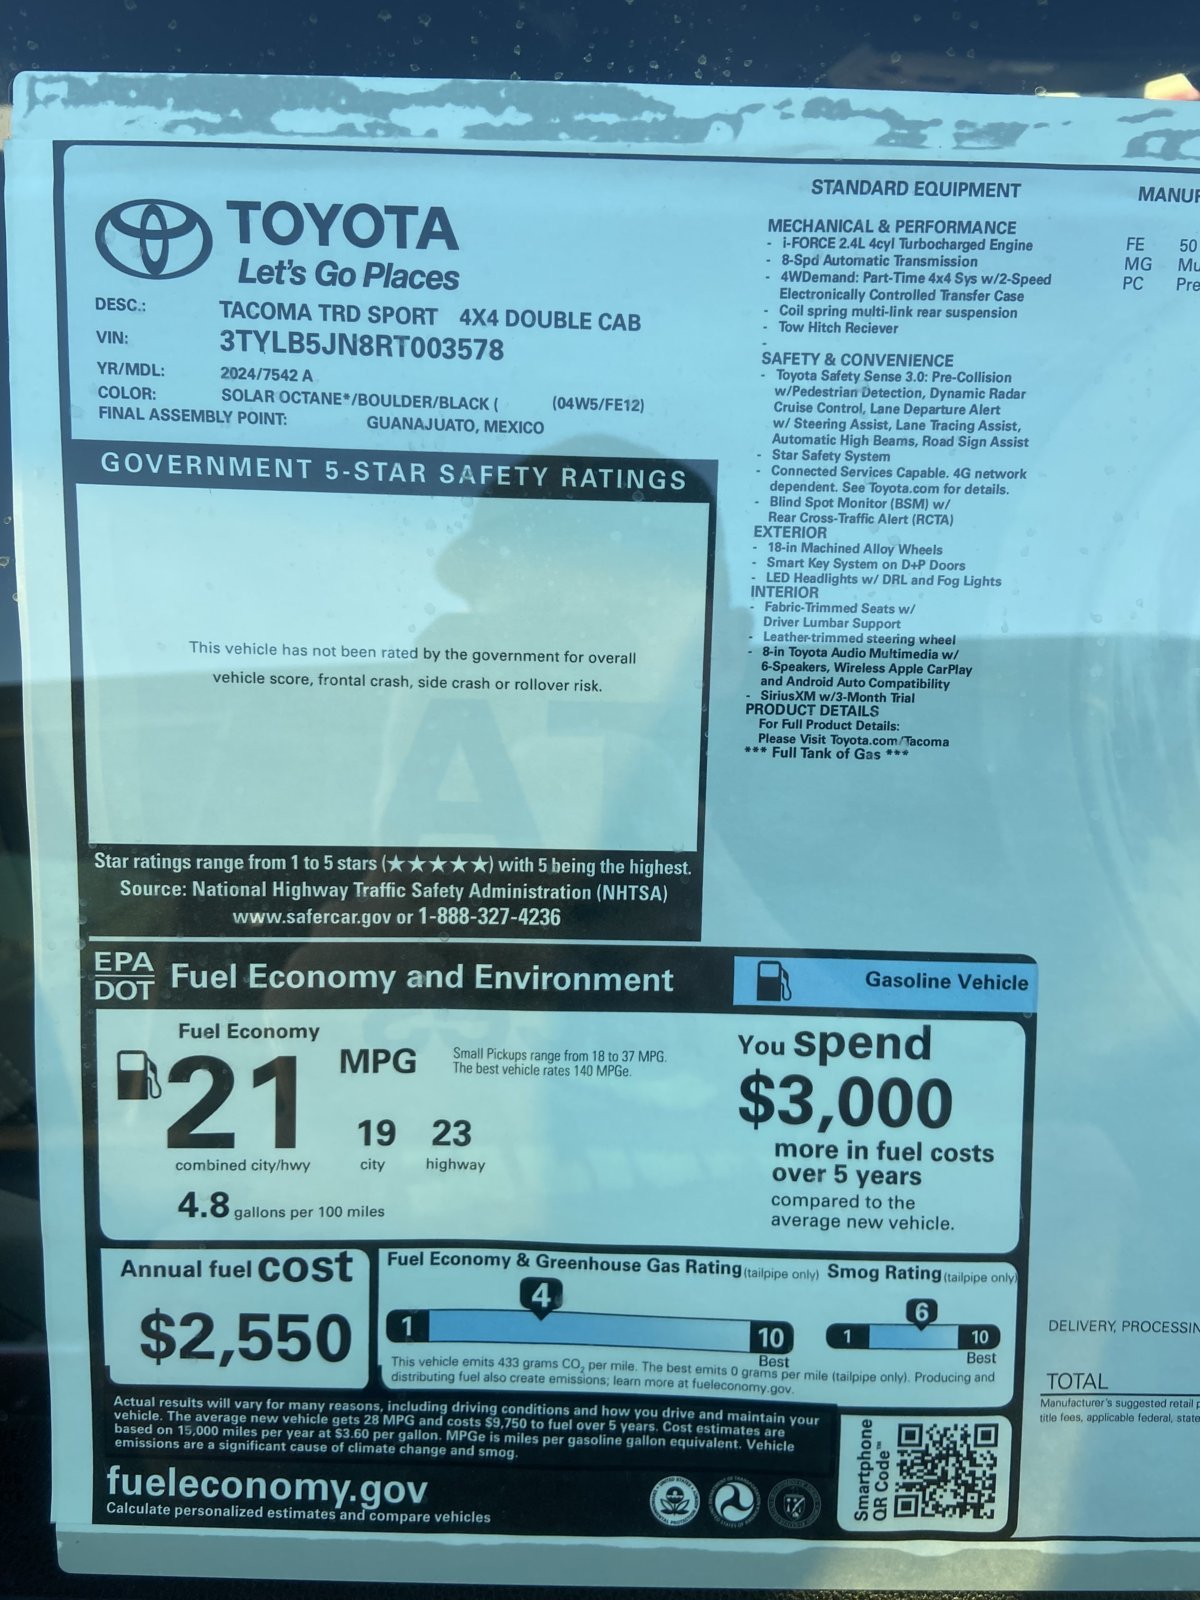 TOYOTA
Let's Go Places
DESC.: TACOMA TRD SPORT 4X4 DOUBLE CAB
VIN: 3TYLB5JN8RT003578
YR/MDL: 2024/7542 A
COLOR: SOLAR OCTANE*/BOULDER/BLACK ( (04W5/FE12)
FINAL ASSEMBLY POINT: GUANAJUATO, MEXICO
GOVERNMENT 5-STAR SAFETY RATINGS
This vehicle has not been rated by the government for overall
vehicle score, frontal crash, side crash or rollover risk.
Star ratings range from 1 to 5 stars (★★★★★) with 5 being the highest.
Source: National Highway Traffic Safety Administration (NHTSA)
www.safercar.gov or 1-888-327-4236
STANDARD EQUIPMENT
MECHANICAL & PERFORMANCE
- i-FORCE 2.4L 4cyl Turbocharged Engine
- 8-Spd Automatic Transmission
- 4WDemand: Part-Time 4x4 Sys w/2-Speed
Electronically Controlled Transfer Case
- Coil spring multi-link rear suspension
- Tow Hitch Reciever
-
SAFETY & CONVENIENCE
- Toyota Safety Sense 3.0: Pre-Collision
w/Pedestrian Detection, Dynamic Radar
Cruise Control, Lane Departure Alert
w/ Steering Assist, Lane Tracing Assist,
Automatic High Beams, Road Sign Assist
- Star Safety System
- Connected Services Capable. 4G network
dependent. See Toyota.com for details.
- Blind Spot Monitor (BSM) w/
Rear Cross-Traffic Alert (RCTA)
EXTERIOR
- 18-in Machined Alloy Wheels
- Smart Key System on D+P Doors
- LED Headlights w/ DRL and Fog Lights
INTERIOR
- Fabric-Trimmed Seats w/
Driver Lumbar Support
- Leather-trimmed steering wheel
- 8-in Toyota Audio Multimedia w/
6-Speakers, Wireless Apple CarPlay
and Android Auto Compatibility
- SiriusXM w/3-Month Trial
PRODUCT DETAILS
For Full Product Details:
Please Visit Toyota.com/Tacoma
*** Full Tank of Gas ***
MANUF
FE 50
MG Mu
PC Pre
EPA
DOT
Fuel Economy and Environment
Gasoline Vehicle
Fuel Economy
21 MPG
Small Pickups range from 18 to 37 MPG.
The best vehicle rates 140 MPGe.
19 23
combined city/hwy city highway
4.8 gallons per 100 miles
You spend
$3,000
more in fuel costs
over 5 years
compared to the
average new vehicle.
Annual fuel cost
$2,550
Fuel Economy & Greenhouse Gas Rating (tailpipe only)
4
1 10
Best
Smog Rating (tailpipe only)
6
1 10
Best
This vehicle emits 433 grams CO2 per mile. The best emits 0 grams per mile (tailpipe only). Producing and
distributing fuel also create emissions; learn more at fueleconomy.gov.
Actual results will vary for many reasons, including driving conditions and how you drive and maintain your
vehicle. The average new vehicle gets 28 MPG and costs $9,750 to fuel over 5 years. Cost estimates are
based on 15,000 miles per year at $3.60 per gallon. MPGe is miles per gasoline gallon equivalent. Vehicle
emissions are a significant cause of climate change and smog.
fueleconomy.gov
Calculate personalized estimates and compare vehicles
Smartphone
QR Code™
DELIVERY, PROCESSIN
TOTAL
Manufacturer's suggested retail p
title fees, applicable federal, state